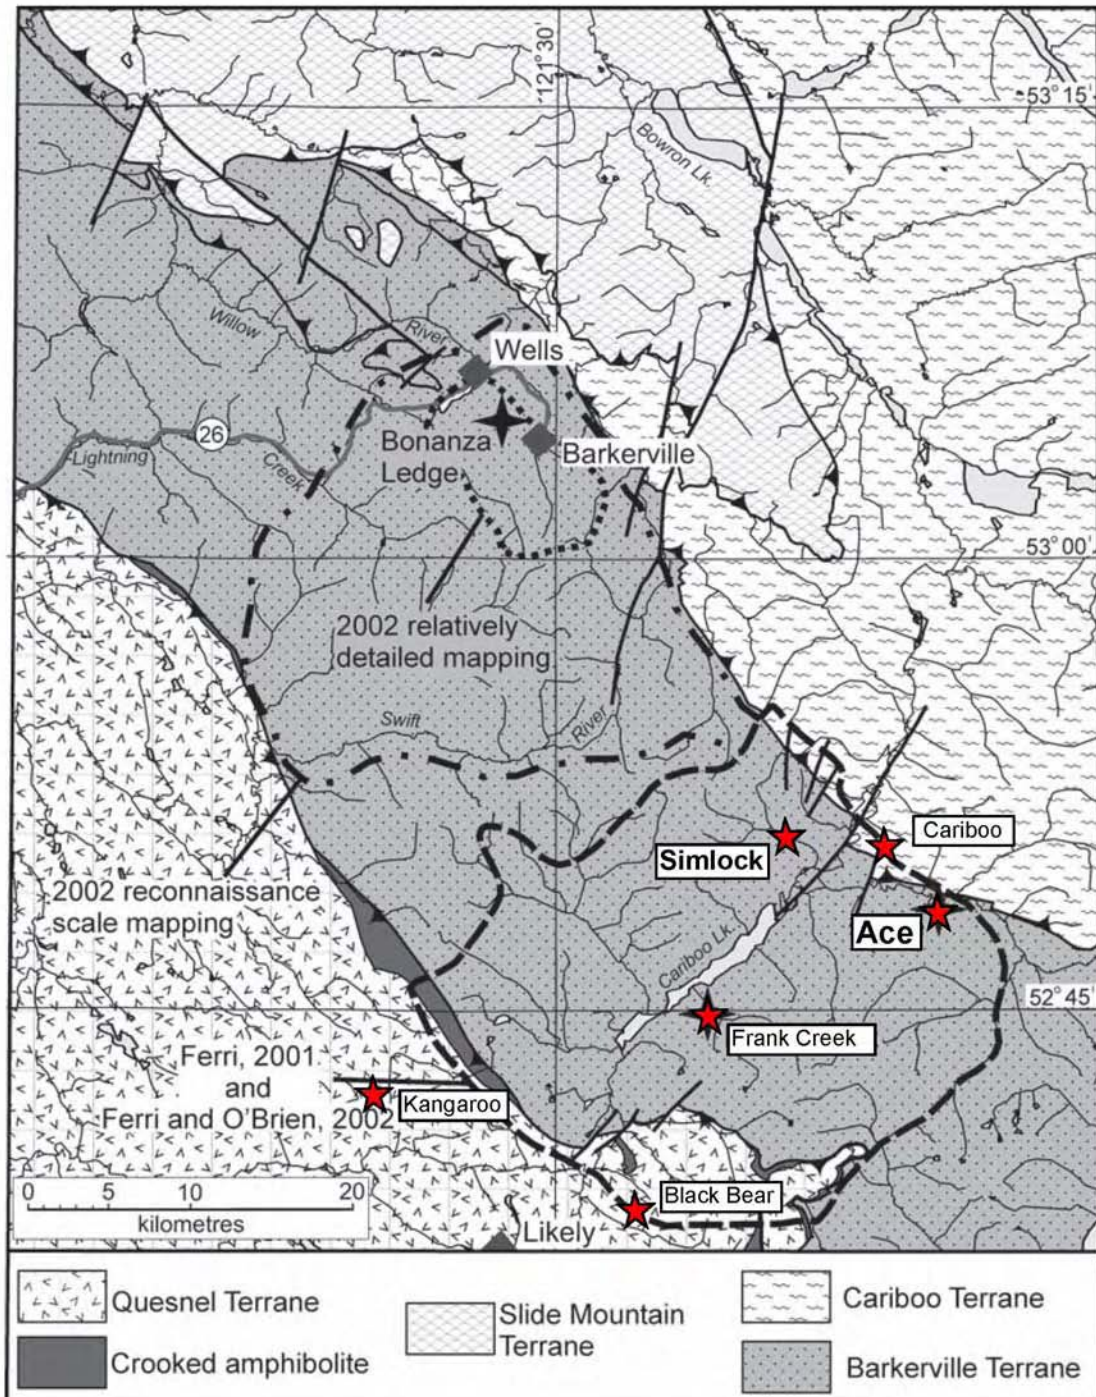 121° 30'
53° 15'
Bowron Lk.
Willow
River
Wells
26
Lightning
Creek
Bonanza
Ledge
Barkerville
53° 00'
2002 relatively
detailed mapping
Swift
River
Simlock
Cariboo
2002 reconnaissance
scale mapping
Ace
Cariboo Lk.
52° 45'
Frank Creek
Ferri, 2001
and
Ferri and O'Brien, 2002
Kangaroo
Black Bear
0 5 10 20
kilometres
Likely
Quesnel Terrane
Crooked amphibolite
Slide Mountain
Terrane
Cariboo Terrane
Barkerville Terrane